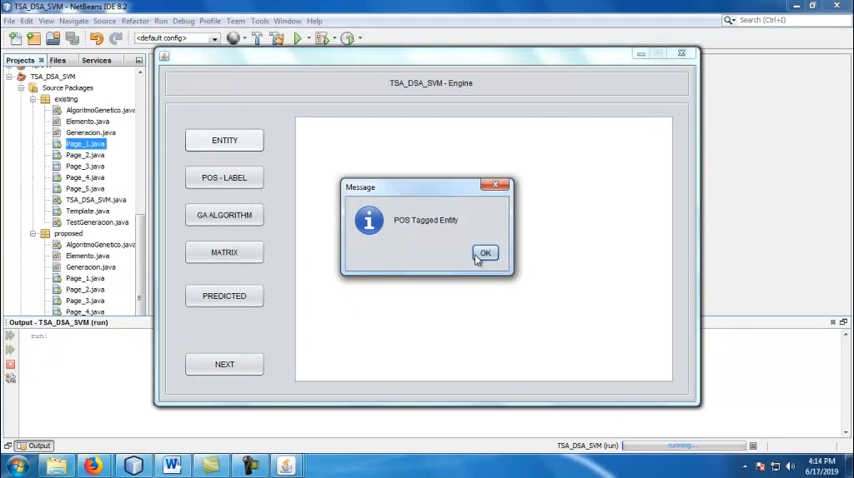 TSA_DSA_SVM - NetBeans IDE 8.2
File Edit View Navigate Source Refactor Run Debug Profile Team Tools Window Help
Search (Ctrl+I)
<default config>
Projects Files Services
TSA_DSA_SVM
Source Packages
existing
AlgoritmoGenetico.java
Elemento.java
Generacion.java
Page_1.java
Page_2.java
Page_3.java
Page_4.java
Page_5.java
TSA_DSA_SVM.java
Template.java
TestGeneracion.java
proposed
AlgoritmoGenetico.java
Elemento.java
Generacion.java
Page_1.java
Page_2.java
Page_3.java
Page_4.java
TSA_DSA_SVM - Engine
ENTITY
POS - LABEL
GA ALGORITHM
MATRIX
PREDICTED
NEXT
Message
POS Tagged Entity
OK
Output - TSA_DSA_SVM (run)
run:
Output
TSA_DSA_SVM (run)
running...
4:14 PM
6/17/2019